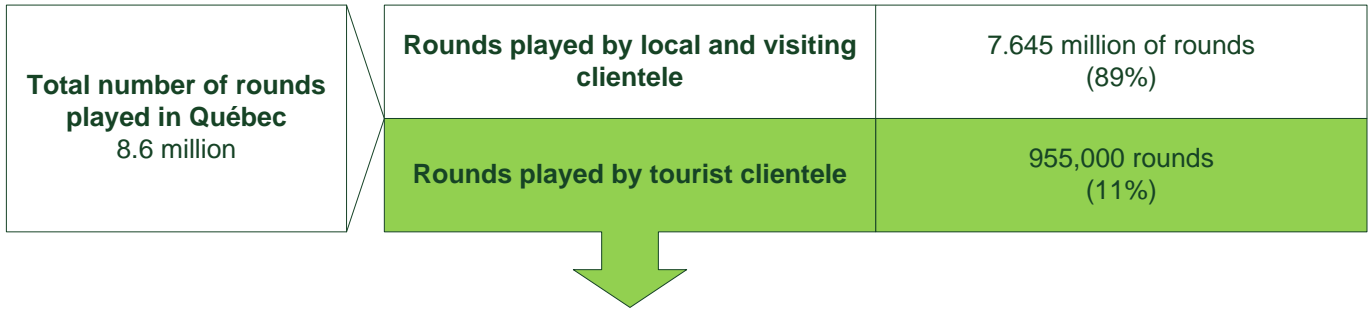 Total number of rounds
played in Québec
8.6 million
Rounds played by local and visiting
clientele
7.645 million of rounds
(89%)
Rounds played by tourist clientele
955,000 rounds
(11%)